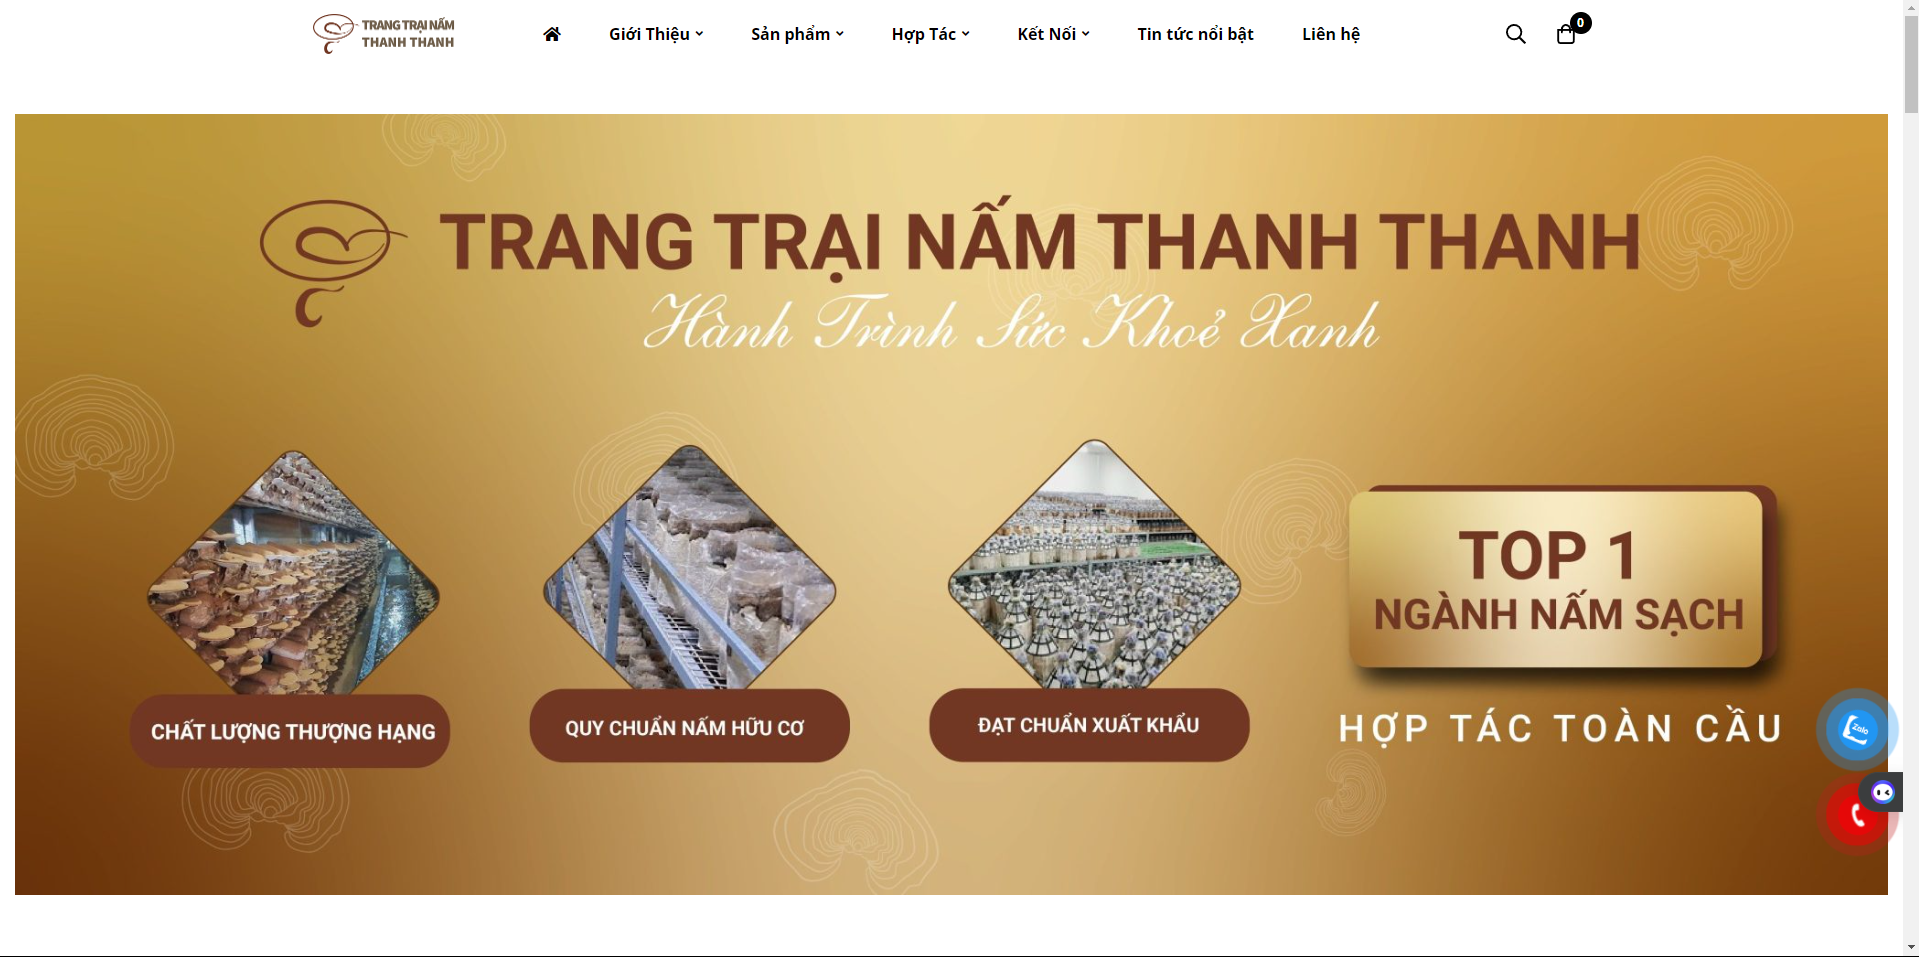 TRANG TRẠI NẤM
THANH THANH
Giới Thiệu
Sản phẩm
Hợp Tác
Kết Nối
Tin tức nổi bật
Liên hệ
0
TRANG TRẠI NẤM THANH THANH
Hành Trình Sức Khoẻ Xanh
TOP 1
NGÀNH NẤM SẠCH
CHẤT LƯỢNG THƯỢNG HẠNG
QUY CHUẨN NẤM HỮU CƠ
ĐẠT CHUẨN XUẤT KHẨU
HỢP TÁC TOÀN CẦU
Zalo